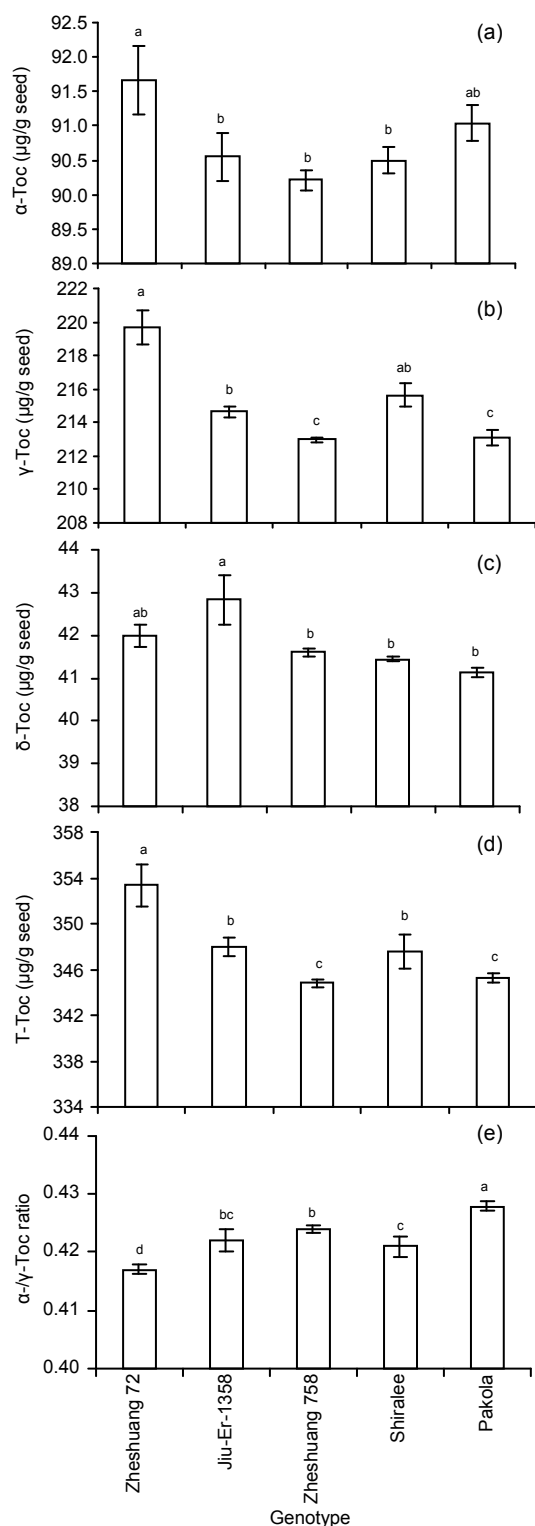 (a)
92.5
92.0
91.5
91.0
90.5
90.0
89.5
89.0
α-Toc (μg/g seed)
a
b
b
b
ab
(b)
222
220
218
216
214
212
210
208
γ-Toc (μg/g seed)
a
b
c
ab
c
(c)
44
43
42
41
40
39
38
δ-Toc (μg/g seed)
ab
a
b
b
b
(d)
358
354
350
346
342
338
334
T-Toc (μg/g seed)
a
b
c
b
c
(e)
0.44
0.43
0.42
0.41
0.40
α-/γ-Toc ratio
d
bc
b
c
a
Zheshuang 72
Jiu-Er-1358
Zheshuang 758
Shiralee
Pakola
Genotype